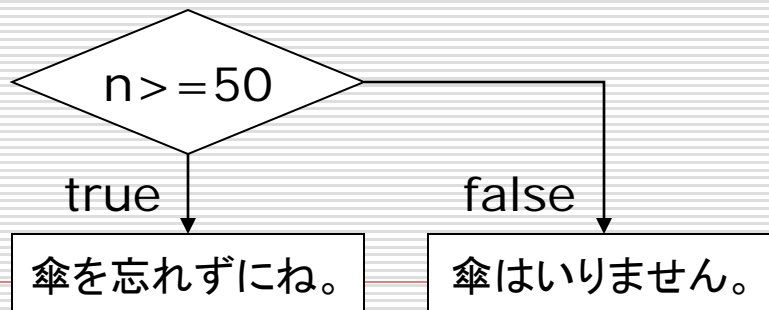 n>=50
true
false
傘を忘れずにね。
傘はいりません。